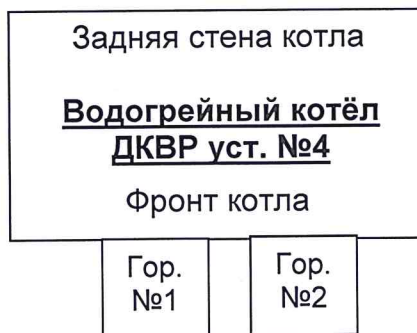 Задняя стена котла
Водогрейный котёл
ДКВР уст. №4
Фронт котла
Гор.
№1
Гор.
№2